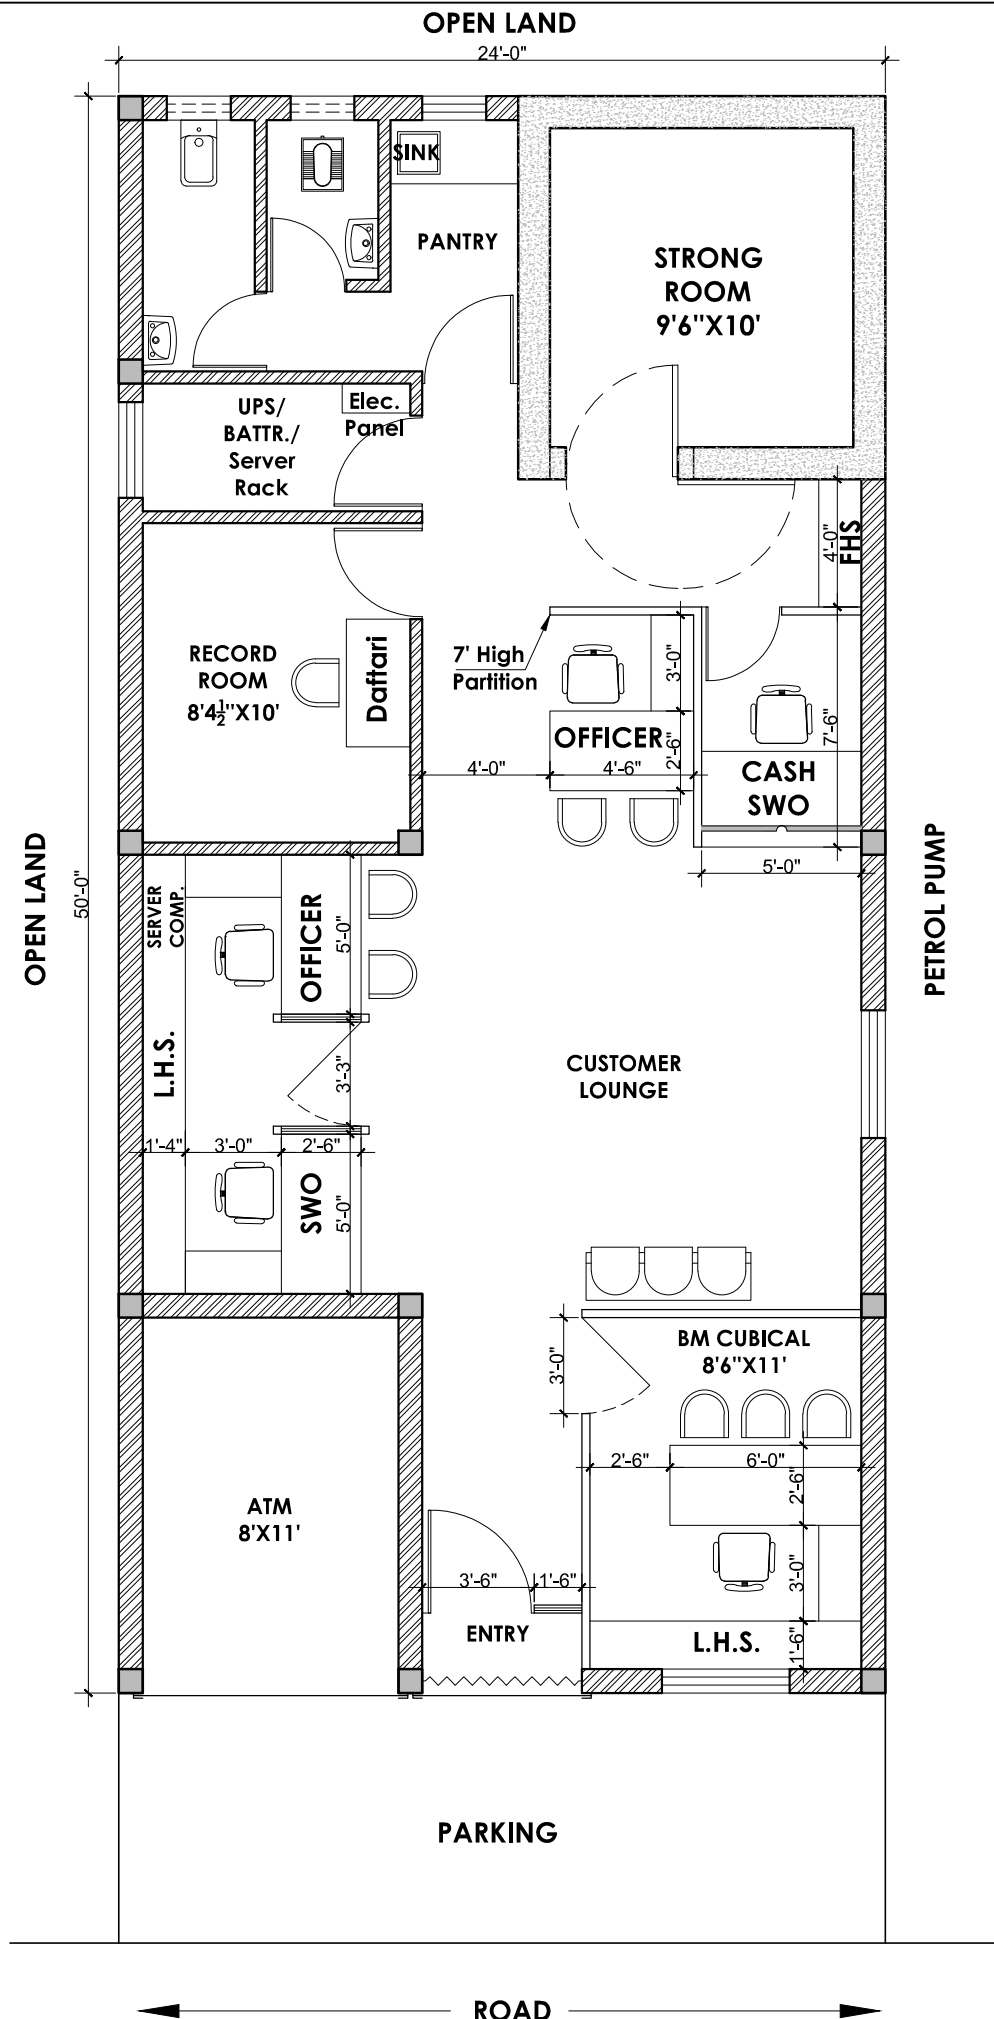 OPEN LAND
24'-0"
SINK
PANTRY
STRONG
ROOM
9'6"X10'
UPS/
BATTR./
Server
Rack
Elec.
Panel
4'-0"
FHS
RECORD
ROOM
8'4½"X10'
Daftari
7' High
Partition
3'-0"
OFFICER
2'-6"
4'-0"
4'-6"
7'-6"
CASH
SWO
5'-0"
OPEN LAND
50'-0"
PETROL PUMP
SERVER
COMP.
OFFICER
5'-0"
L.H.S.
3'-3"
CUSTOMER
LOUNGE
1'-4"
3'-0"
2'-6"
SWO
5'-0"
BM CUBICAL
8'6"X11'
3'-0"
2'-6"
6'-0"
2'-6"
ATM
8'X11'
3'-6"
1'-6"
3'-0"
ENTRY
L.H.S.
1'-6"
PARKING
ROAD